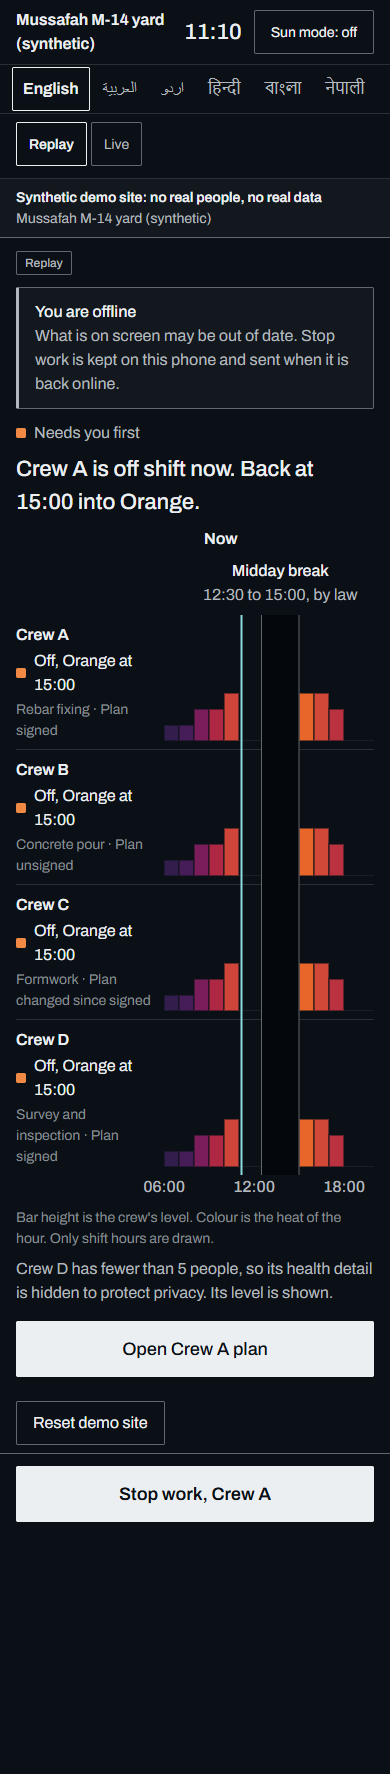 Mussafah M-14 yard
(synthetic)
11:10
Sun mode: off
English
العربية
اردو
हिन्दी
বাংলা
नेपाली
Replay
Live
Synthetic demo site: no real people, no real data
Mussafah M-14 yard (synthetic)
Replay
You are offline
What is on screen may be out of date. Stop
work is kept on this phone and sent when it is
back online.
Needs you first
Crew A is off shift now. Back at
15:00 into Orange.
Now
Midday break
12:30 to 15:00, by law
Crew A
Off, Orange at
15:00
Rebar fixing · Plan
signed
Crew B
Off, Orange at
15:00
Concrete pour · Plan
unsigned
Crew C
Off, Orange at
15:00
Formwork · Plan
changed since signed
Crew D
Off, Orange at
15:00
Survey and
inspection · Plan
signed
06:00
12:00
18:00
Bar height is the crew's level. Colour is the heat of the
hour. Only shift hours are drawn.
Crew D has fewer than 5 people, so its health detail
is hidden to protect privacy. Its level is shown.
Open Crew A plan
Reset demo site
Stop work, Crew A